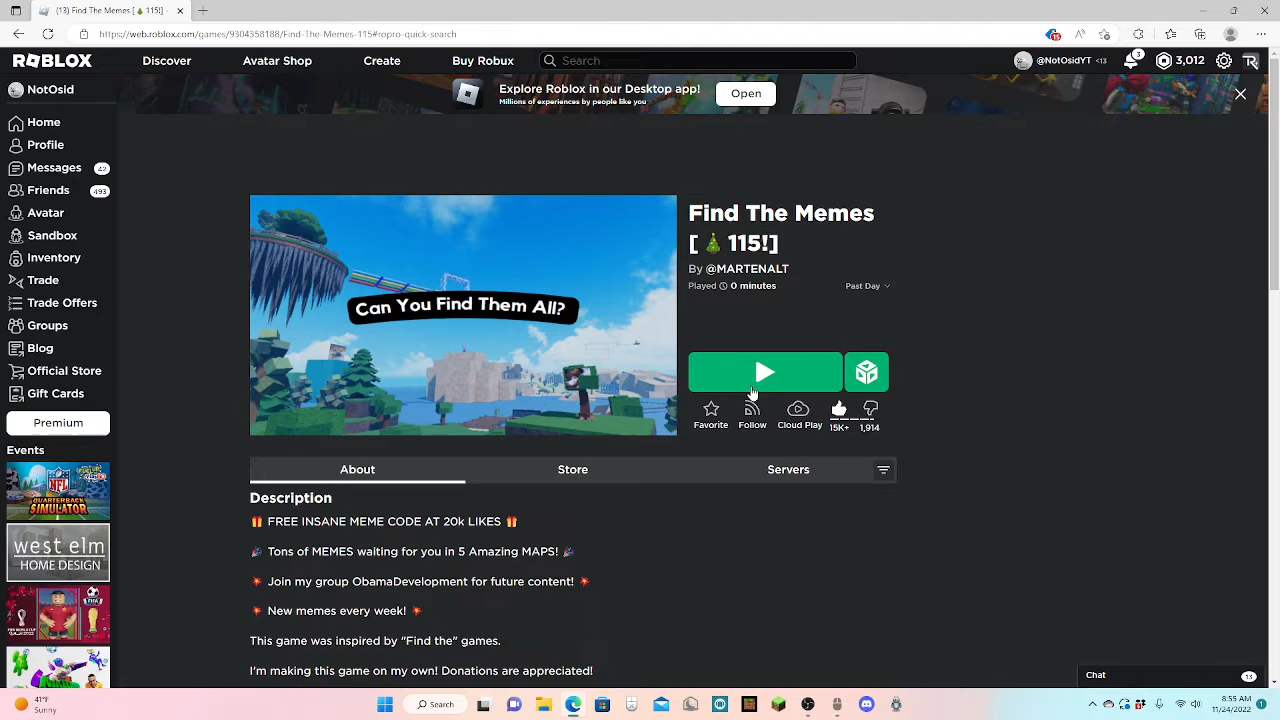 (13) Find The Memes [🎄 115!]
https://web.roblox.com/games/9304358188/Find-The-Memes-115#ropro-quick-search
15
ROBLOX
Discover
Avatar Shop
Create
Buy Robux
Search
@NotOsidYT <13
3
3,012
NotOsid
Explore Roblox in our Desktop app!
Millions of experiences by people like you
Open
Home
Profile
Messages 42
Friends 493
Avatar
Sandbox
Inventory
Trade
Trade Offers
Groups
Blog
Official Store
Gift Cards
Premium
Events
NFL
QUARTERBACK
SIMULATOR
west elm
HOME DESIGN
Can You Find Them All?
Find The Memes
[🎄 115!]
By @MARTENALT
Played 0 minutes
Past Day
Favorite
Follow
Cloud Play
15K+
1,914
About
Store
Servers
Description
🎁 FREE INSANE MEME CODE AT 20k LIKES 🎁
🎉 Tons of MEMES waiting for you in 5 Amazing MAPS! 🎉
💥 Join my group ObamaDevelopment for future content! 💥
💥 New memes every week! 💥
This game was inspired by “Find the” games.
I'm making this game on my own! Donations are appreciated!
Chat
13
Sunny
Search
8:55 AM
11/24/2022